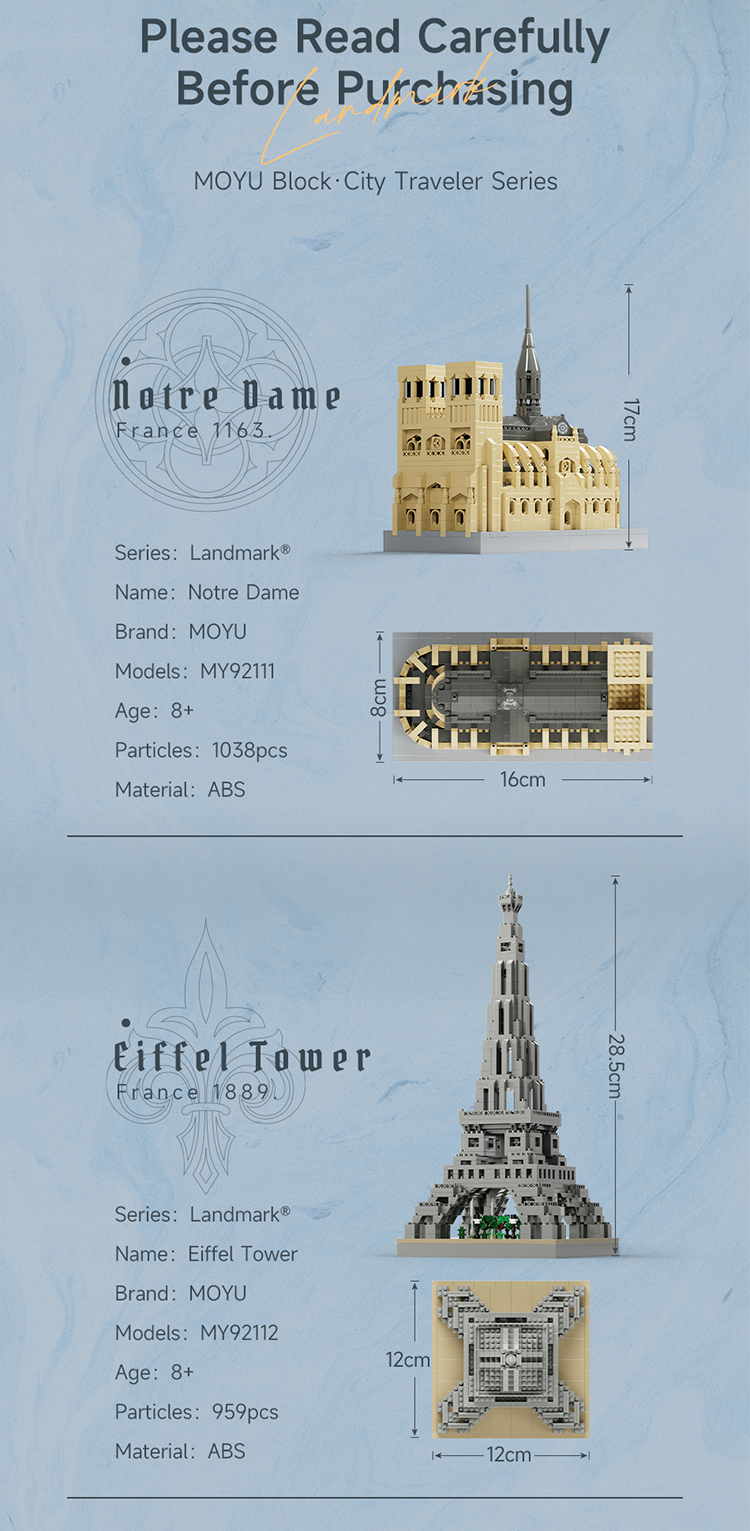 Please Read Carefully
Before Purchasing
Landmark
MOYU Block·City Traveler Series
Notre Dame
France 1163.
17cm
Series: Landmark®
Name: Notre Dame
Brand: MOYU
Models: MY92111
Age: 8+
Particles: 1038pcs
Material: ABS
8cm
16cm
Eiffel Tower
France 1889.
28.5cm
Series: Landmark®
Name: Eiffel Tower
Brand: MOYU
Models: MY92112
Age: 8+
Particles: 959pcs
Material: ABS
12cm
12cm